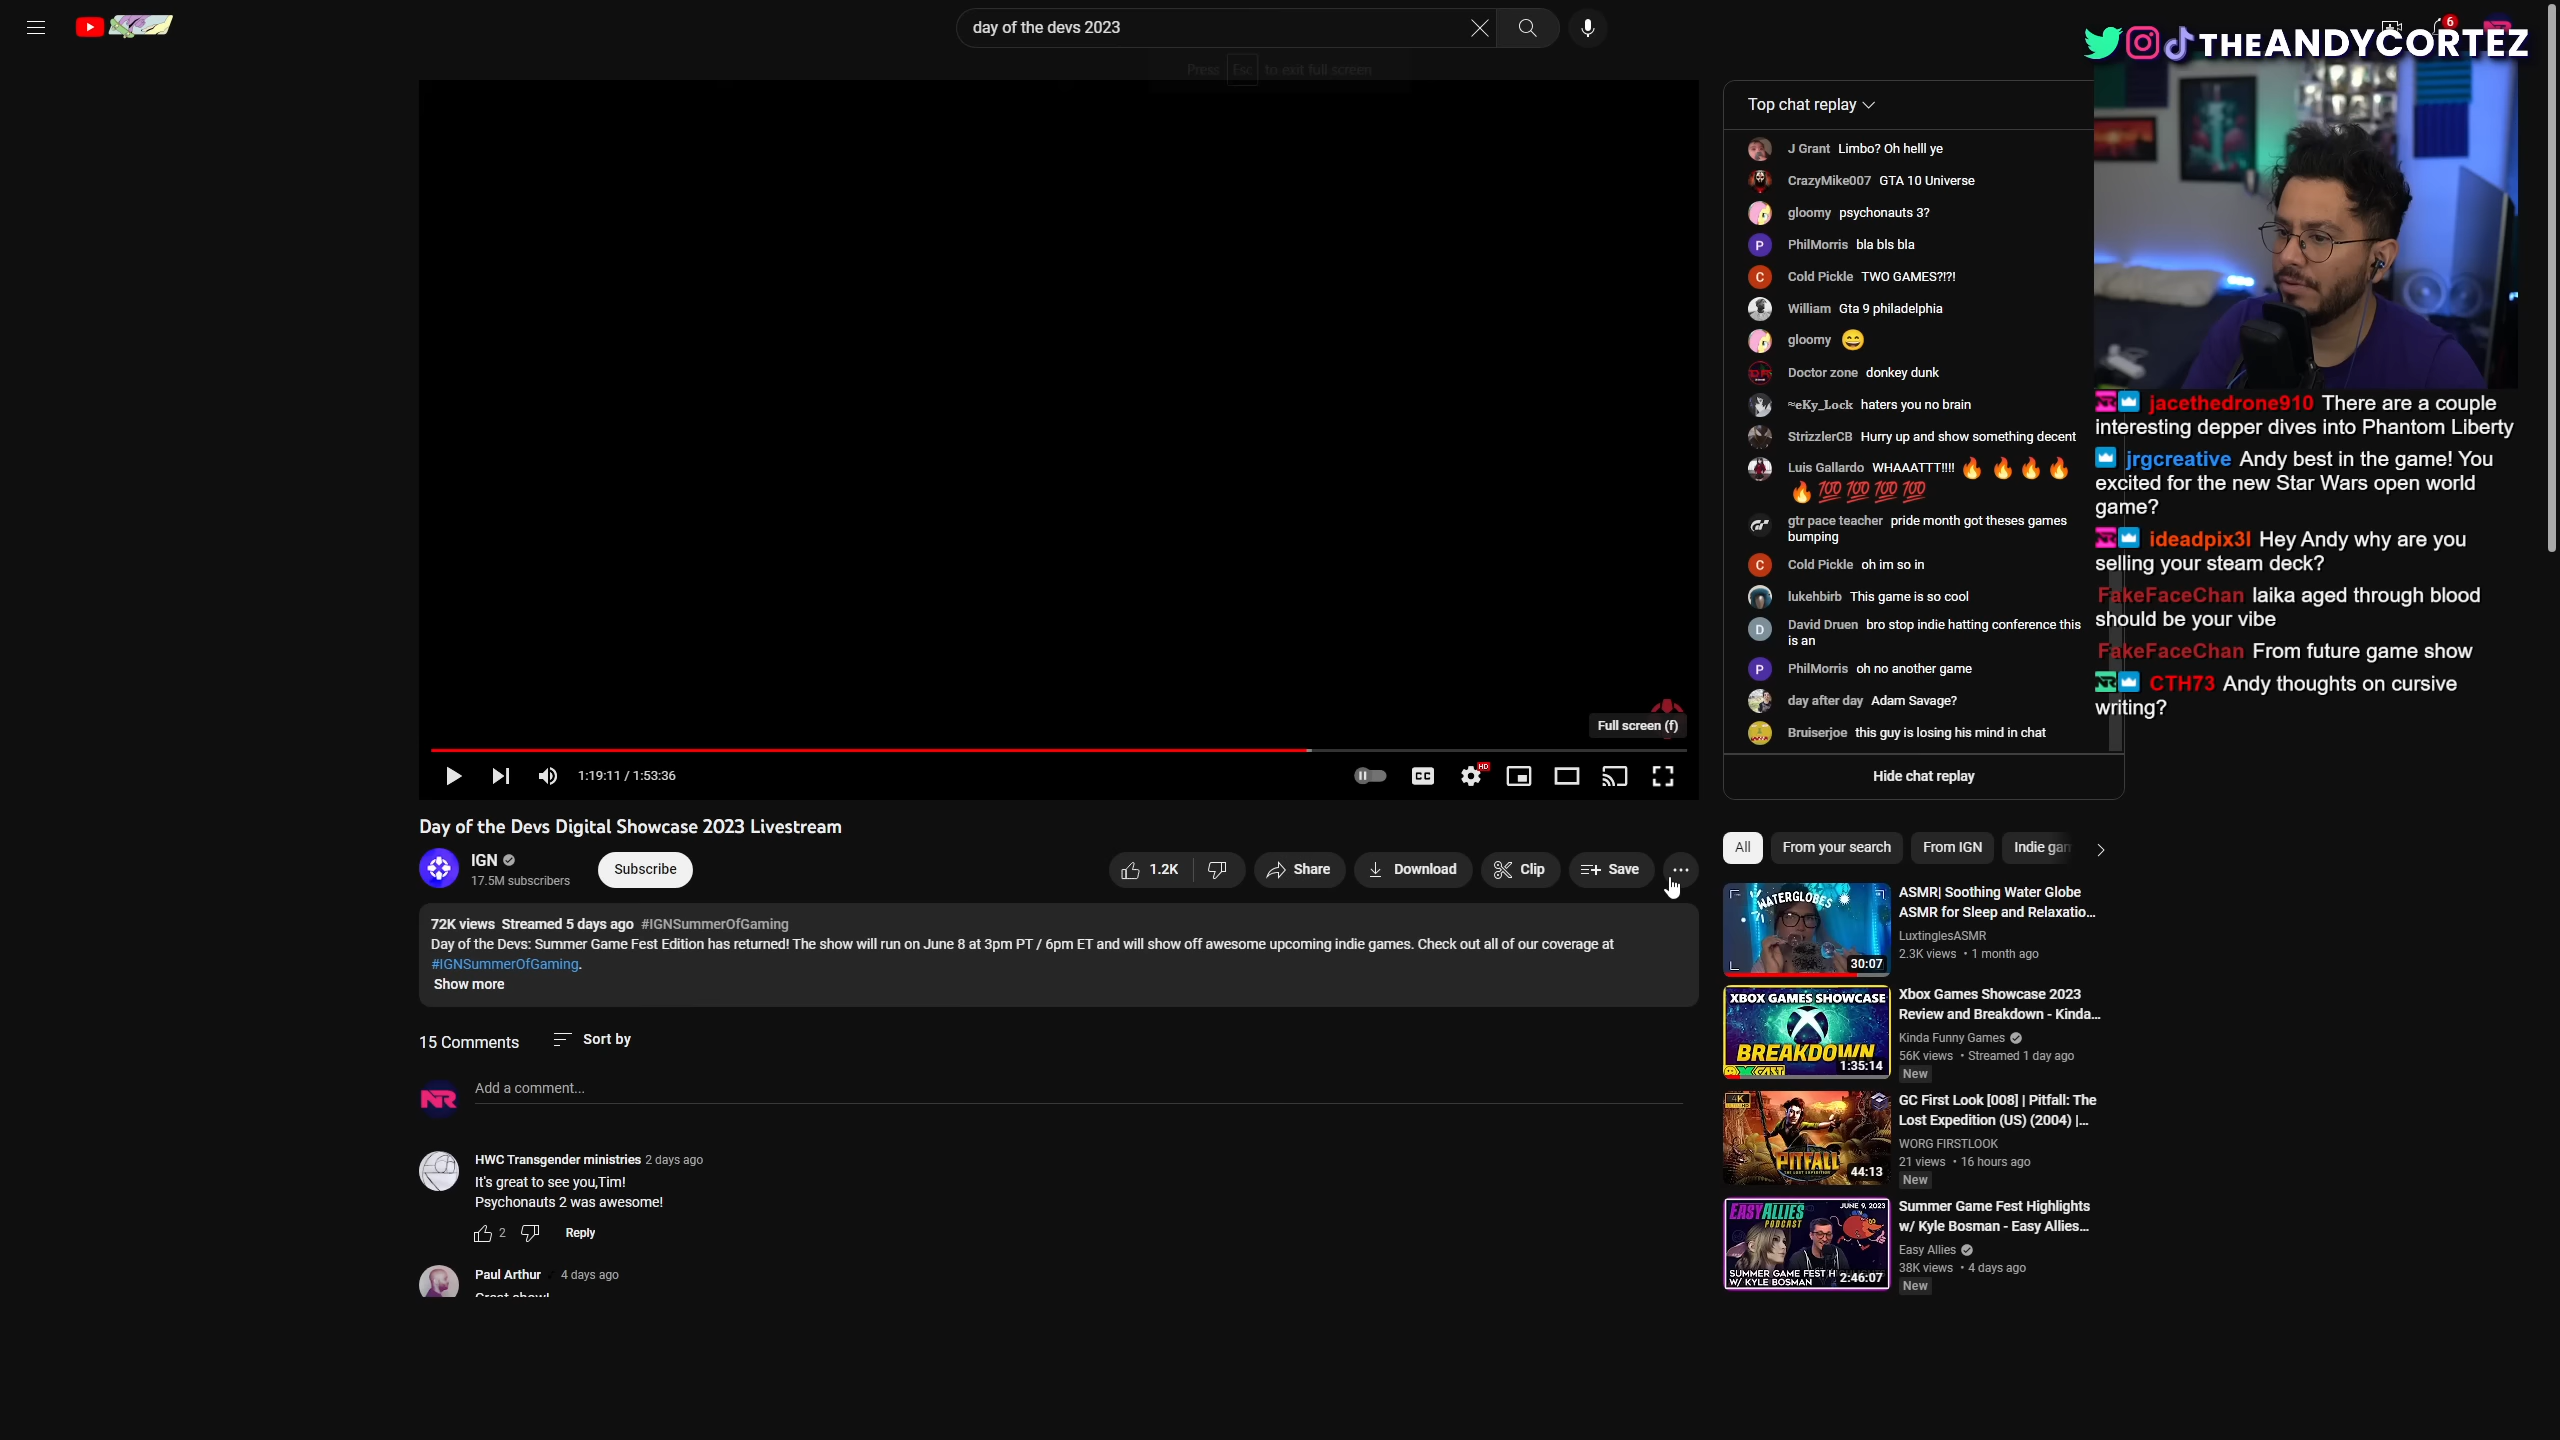 day of the devs 2023
6
THEANDYCORTEZ
Press Esc to exit full screen
Top chat replay
J Grant Limbo? Oh helll ye
CrazyMike007 GTA 10 Universe
gloomy psychonauts 3?
P PhilMorris bla bls bla
C Cold Pickle TWO GAMES?!?!
William Gta 9 philadelphia
gloomy 😄
Doctor zone donkey dunk
≈eKy_Lock haters you no brain
StrizzlerCB Hurry up and show something decent
Luis Gallardo WHAAATTT!!!! 🔥 🔥 🔥 🔥
🔥 💯 💯 💯 💯
gtr pace teacher pride month got theses games
bumping
C Cold Pickle oh im so in
lukehbirb This game is so cool
D David Druen bro stop indie hatting conference this
is an
P PhilMorris oh no another game
day after day Adam Savage?
Bruiserjoe this guy is losing his mind in chat
Hide chat replay
jacethedrone910 There are a couple
interesting depper dives into Phantom Liberty
jrgcreative Andy best in the game! You
excited for the new Star Wars open world
game?
ideadpix3l Hey Andy why are you
selling your steam deck?
FakeFaceChan laika aged through blood
should be your vibe
FakeFaceChan From future game show
CTH73 Andy thoughts on cursive
writing?
Full screen (f)
1:19:11 / 1:53:36
CC
HD
Day of the Devs Digital Showcase 2023 Livestream
IGN
17.5M subscribers
Subscribe
1.2K
Share
Download
Clip
Save
72K views Streamed 5 days ago #IGNSummerOfGaming
Day of the Devs: Summer Game Fest Edition has returned! The show will run on June 8 at 3pm PT / 6pm ET and will show off awesome upcoming indie games. Check out all of our coverage at
#IGNSummerOfGaming.
Show more
15 Comments
Sort by
NR
Add a comment...
HWC Transgender ministries 2 days ago
It's great to see you,Tim!
Psychonauts 2 was awesome!
2
Reply
Paul Arthur 4 days ago
Great show!
All
From your search
From IGN
Indie gam
WATERGLOBES
30:07
ASMR| Soothing Water Globe
ASMR for Sleep and Relaxatio...
LuxtinglesASMR
2.3K views • 1 month ago
XBOX GAMES SHOWCASE
BREAKDOWN
1:35:14
Xbox Games Showcase 2023
Review and Breakdown - Kinda...
Kinda Funny Games
56K views • Streamed 1 day ago
New
4K
PITFALL
THE LOST EXPEDITION
44:13
GC First Look [008] | Pitfall: The
Lost Expedition (US) (2004) |...
WORG FIRSTLOOK
21 views • 16 hours ago
New
EASY ALLIES
PODCAST
JUNE 9, 2023
SUMMER GAME FEST H
W/ KYLE BOSMAN
2:46:07
Summer Game Fest Highlights
w/ Kyle Bosman - Easy Allies...
Easy Allies
38K views • 4 days ago
New